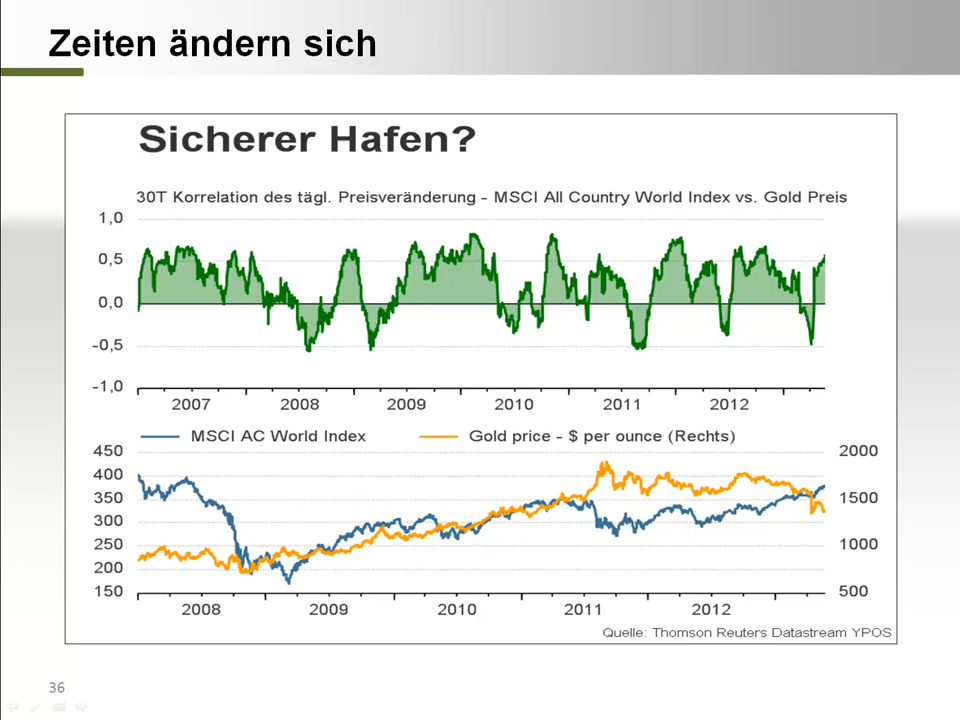 Zeiten ändern sich
Sicherer Hafen?
30T Korrelation des tägl. Preisveränderung - MSCI All Country World Index vs. Gold Preis
1,0
0,5
0,0
-0,5
-1,0
2007 2008 2009 2010 2011 2012
MSCI AC World Index Gold price - $ per ounce (Rechts)
450 2000
400
350 1500
300
250 1000
200
150 500
2008 2009 2010 2011 2012
Quelle: Thomson Reuters Datastream YPOS
36